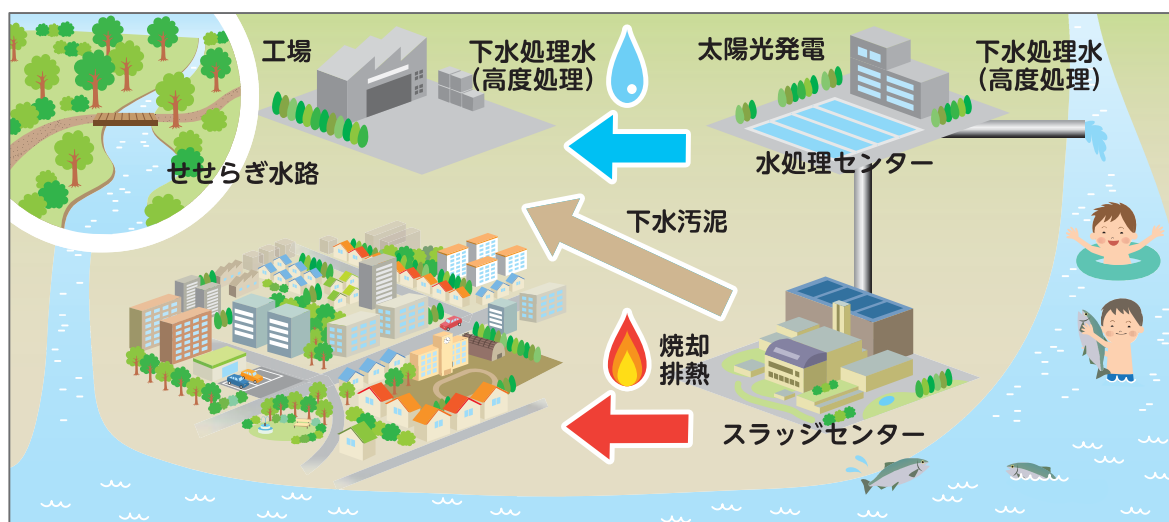 工場
下水処理水
（高度処理）
太陽光発電
下水処理水
（高度処理）
せせらぎ水路
水処理センター
下水汚泥
焼却
排熱
スラッジセンター